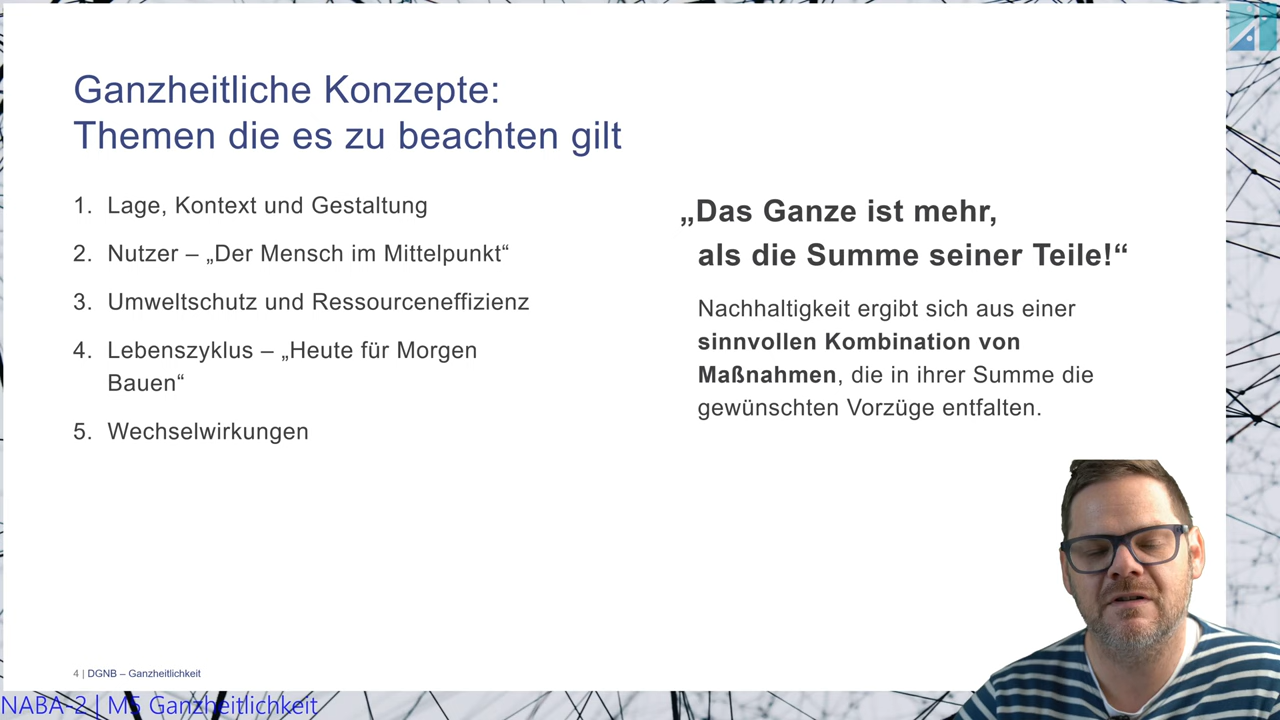 Ganzheitliche Konzepte:
Themen die es zu beachten gilt
1. Lage, Kontext und Gestaltung
2. Nutzer – „Der Mensch im Mittelpunkt“
3. Umweltschutz und Ressourceneffizienz
4. Lebenszyklus – „Heute für Morgen
Bauen“
5. Wechselwirkungen
„Das Ganze ist mehr,
als die Summe seiner Teile!“
Nachhaltigkeit ergibt sich aus einer
sinnvollen Kombination von
Maßnahmen, die in ihrer Summe die
gewünschten Vorzüge entfalten.
4 | DGNB – Ganzheitlichkeit
NABA-2 | M5 Ganzheitlichkeit